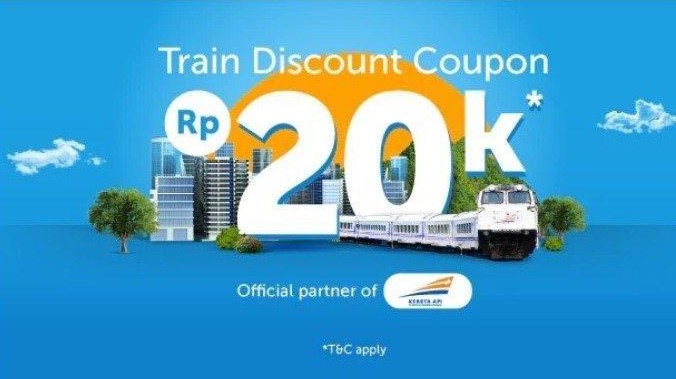 Train Discount Coupon
Rp 20k*
Official partner of KERETA API
*T&C apply